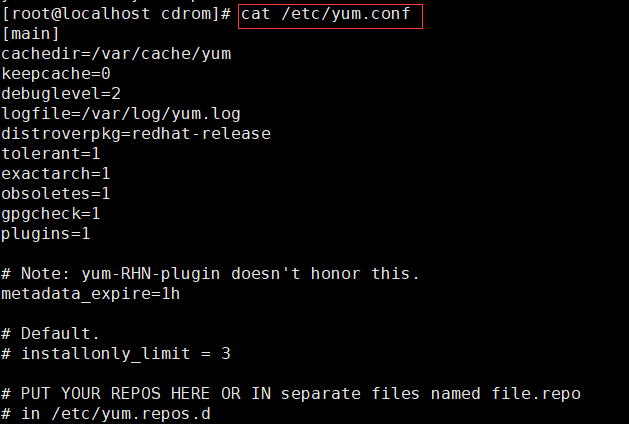 [root@localhost cdrom]# cat /etc/yum.conf
[main]
cachedir=/var/cache/yum
keepcache=0
debuglevel=2
logfile=/var/log/yum.log
distroverpkg=redhat-release
tolerant=1
exactarch=1
obsoletes=1
gpgcheck=1
plugins=1

# Note: yum-RHN-plugin doesn't honor this.
metadata_expire=1h

# Default.
# installonly_limit = 3

# PUT YOUR REPOS HERE OR IN separate files named file.repo
# in /etc/yum.repos.d